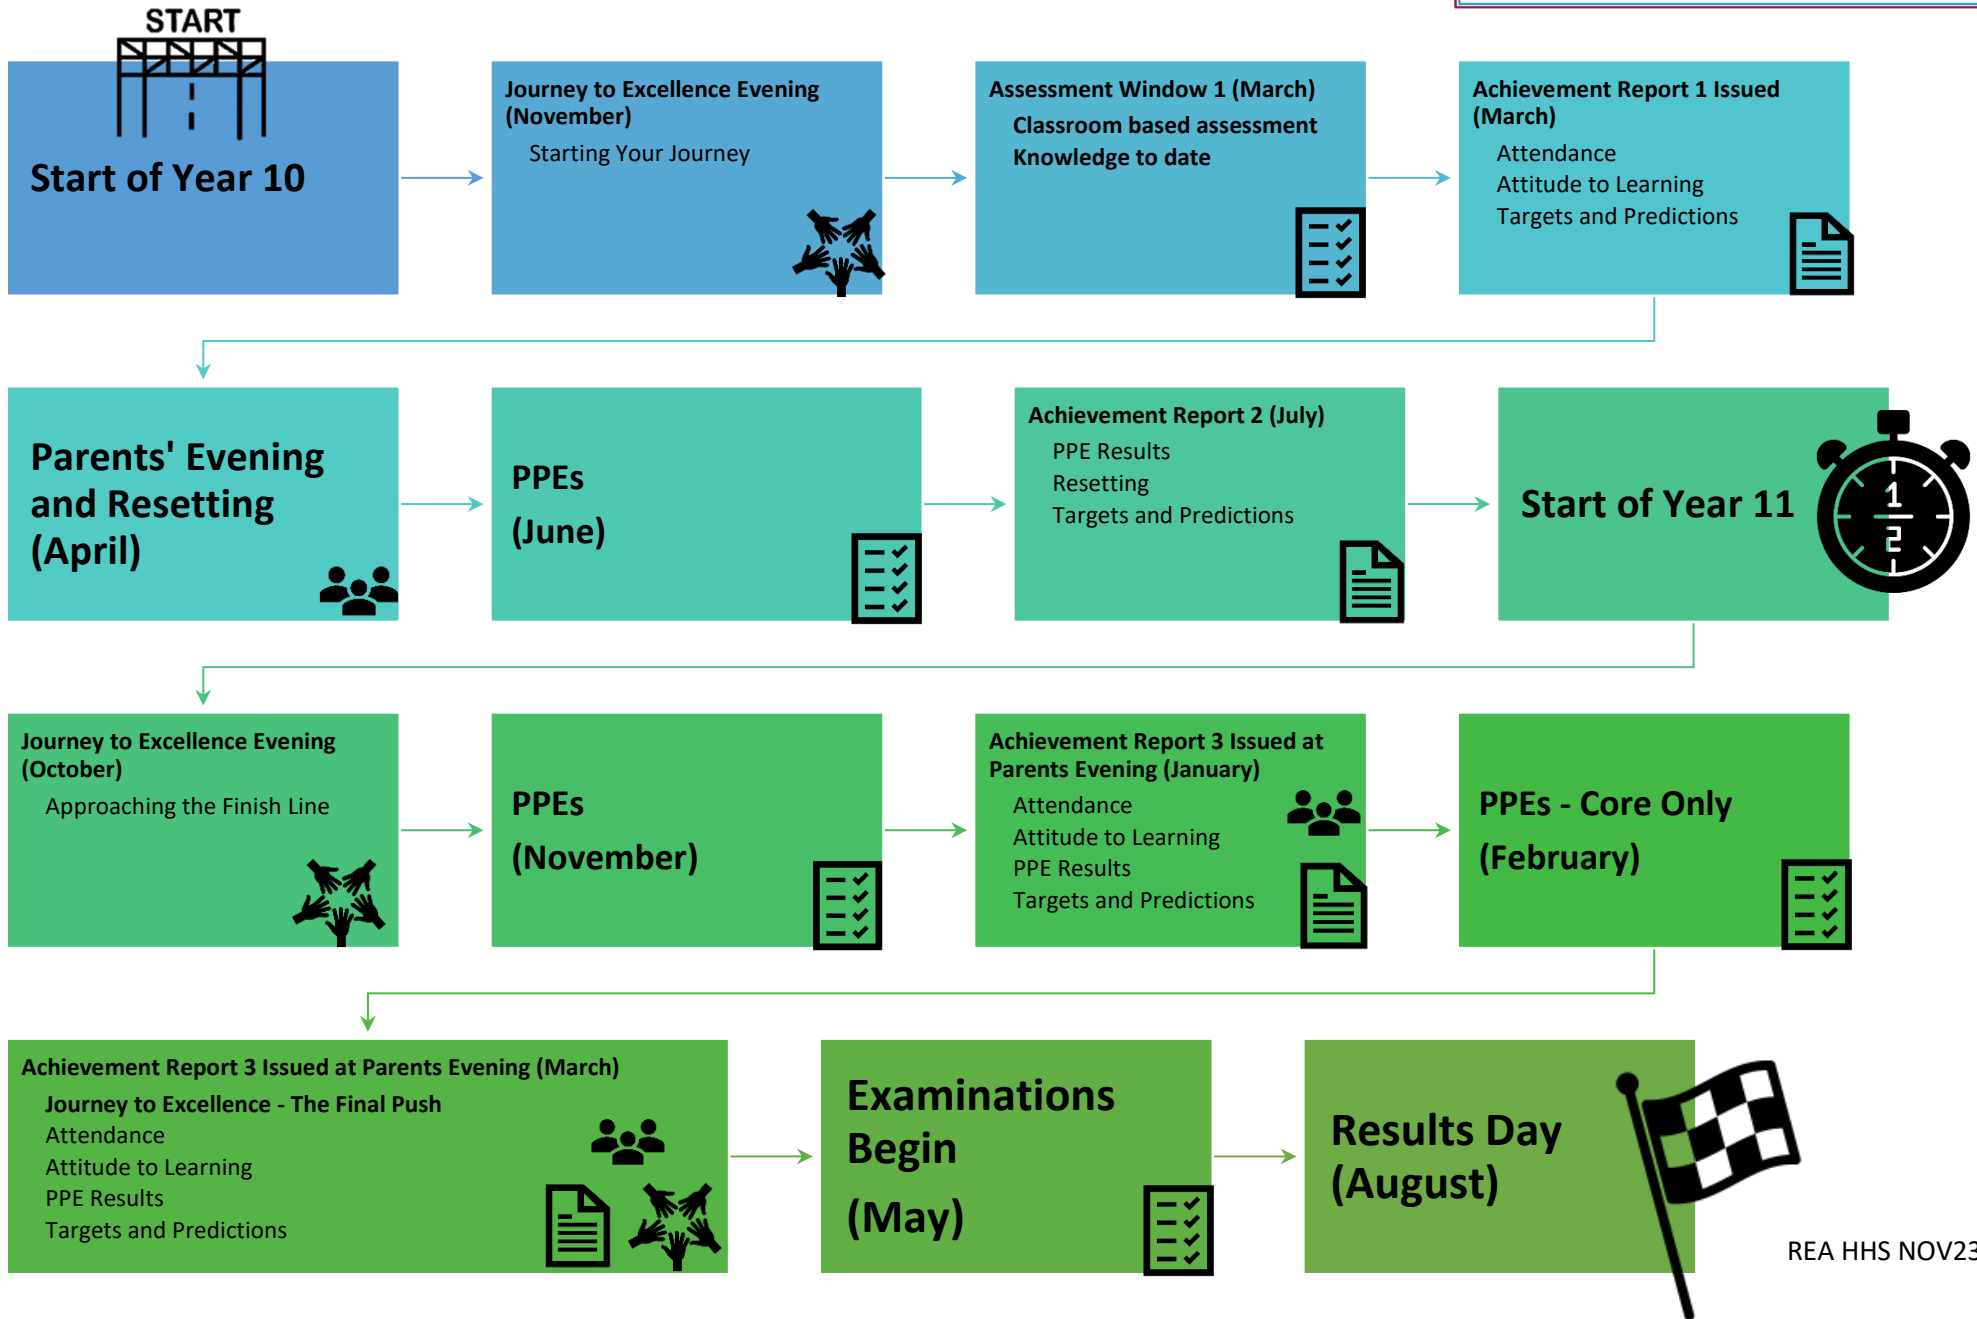 START
Start of Year 10
Journey to Excellence Evening
(November)
Starting Your Journey
Assessment Window 1 (March)
Classroom based assessment
Knowledge to date
Achievement Report 1 Issued
(March)
Attendance
Attitude to Learning
Targets and Predictions
Parents' Evening
and Resetting
(April)
PPEs
(June)
Achievement Report 2 (July)
PPE Results
Resetting
Targets and Predictions
Start of Year 11
1
2
Journey to Excellence Evening
(October)
Approaching the Finish Line
PPEs
(November)
Achievement Report 3 Issued at
Parents Evening (January)
Attendance
Attitude to Learning
PPE Results
Targets and Predictions
PPEs - Core Only
(February)
Achievement Report 3 Issued at Parents Evening (March)
Journey to Excellence - The Final Push
Attendance
Attitude to Learning
PPE Results
Targets and Predictions
Examinations
Begin
(May)
Results Day
(August)
REA HHS NOV23